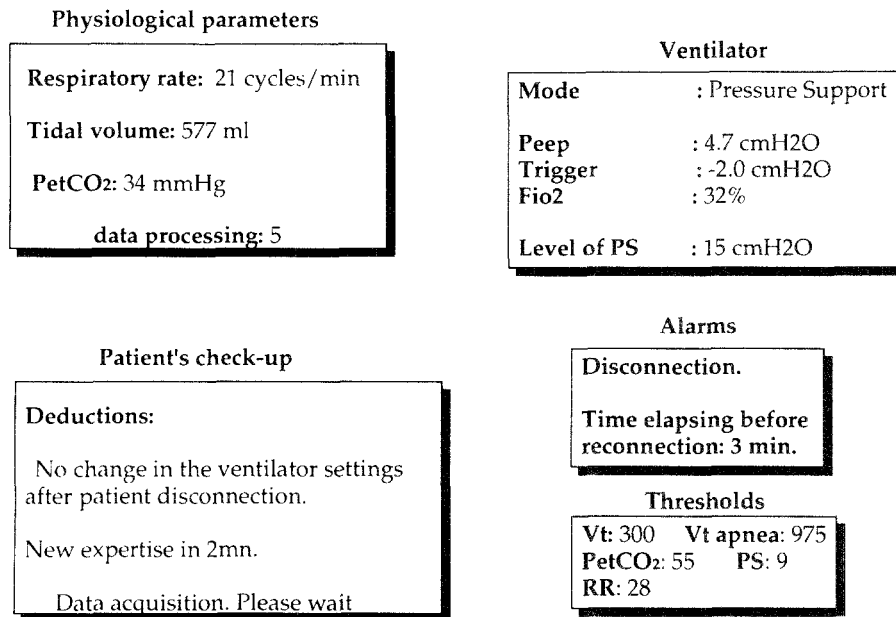 Physiological parameters
Respiratory rate: 21 cycles/min
Tidal volume: 577 ml
PetCO2: 34 mmHg
data processing: 5
Ventilator
Mode : Pressure Support
Peep : 4.7 cmH2O
Trigger : -2.0 cmH2O
Fio2 : 32%
Level of PS : 15 cmH2O
Patient's check-up
Deductions:
No change in the ventilator settings
after patient disconnection.
New expertise in 2mn.
Data acquisition. Please wait
Alarms
Disconnection.
Time elapsing before
reconnection: 3 min.
Thresholds
Vt: 300 Vt apnea: 975
PetCO2: 55 PS: 9
RR: 28